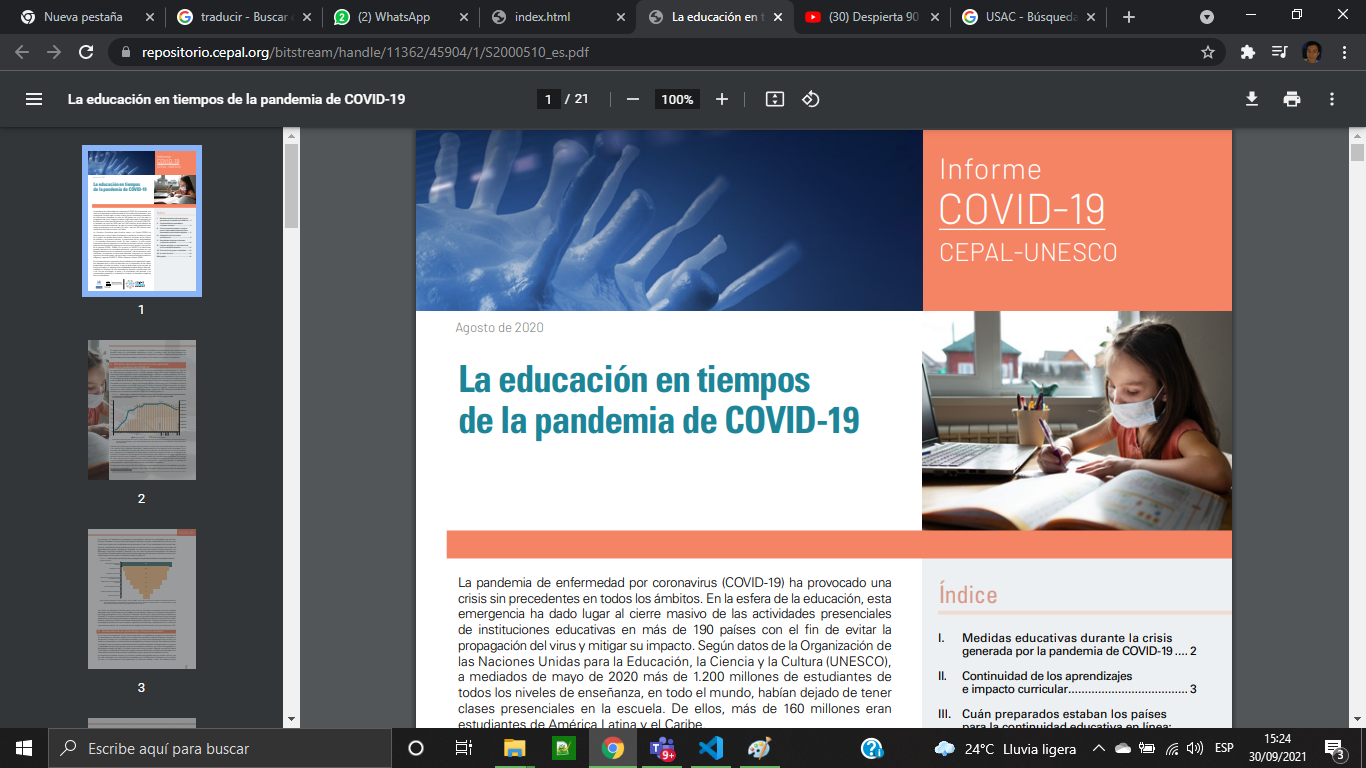 Nueva pestaña
traducir - Buscar
(2) WhatsApp
index.html
La educación en t
(30) Despierta 90
USAC - Búsqueda
repositorio.cepal.org/bitstream/handle/11362/45904/1/S2000510_es.pdf
La educación en tiempos de la pandemia de COVID-19
1 / 21
100%
Informe
COVID-19
CEPAL-UNESCO
Agosto de 2020
La educación en tiempos
de la pandemia de COVID-19
La pandemia de enfermedad por coronavirus (COVID-19) ha provocado una
crisis sin precedentes en todos los ámbitos. En la esfera de la educación, esta
emergencia ha dado lugar al cierre masivo de las actividades presenciales
de instituciones educativas en más de 190 países con el fin de evitar la
propagación del virus y mitigar su impacto. Según datos de la Organización de
las Naciones Unidas para la Educación, la Ciencia y la Cultura (UNESCO),
a mediados de mayo de 2020 más de 1.200 millones de estudiantes de
todos los niveles de enseñanza, en todo el mundo, habían dejado de tener
clases presenciales en la escuela. De ellos, más de 160 millones eran
estudiantes de América Latina y el Caribe.
Índice
I. Medidas educativas durante la crisis
generada por la pandemia de COVID-19 .... 2
II. Continuidad de los aprendizajes
e impacto curricular.................................... 3
III. Cuán preparados estaban los países
para la continuidad educativa en línea:
1
2
3
Escribe aquí para buscar
9+
24°C Lluvia ligera
ESP
15:24
30/09/2021
3